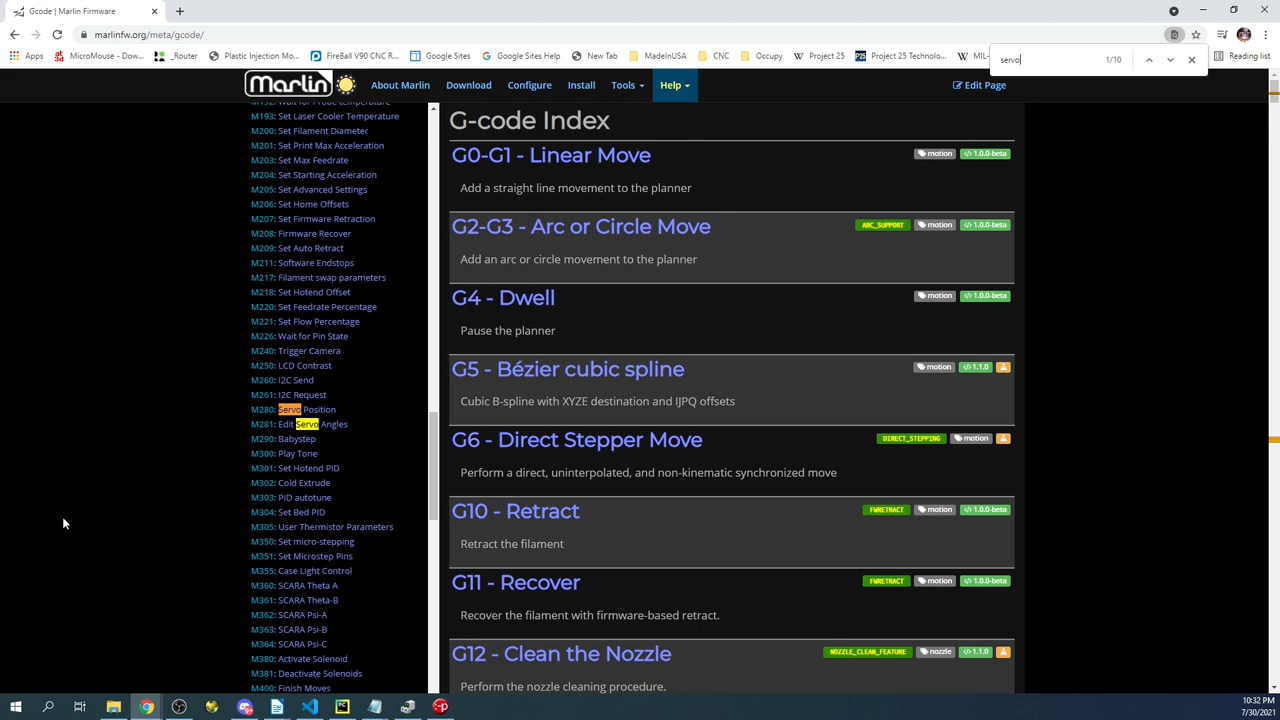 Gcode | Marlin Firmware
marlinfw.org/meta/gcode/
Apps
MicroMouse - Dow...
_Router
Plastic Injection Mo...
FireBall V90 CNC R...
Google Sites
Google Sites Help
New Tab
MadeinUSA
CNC
Occupy
Project 25
Project 25 Technolo...
Reading list
servo
1/10
Marlin
About Marlin
Download
Configure
Install
Tools
Help
Edit Page
M192: Wait for Probe temperature
M193: Set Laser Cooler Temperature
M200: Set Filament Diameter
M201: Set Print Max Acceleration
M203: Set Max Feedrate
M204: Set Starting Acceleration
M205: Set Advanced Settings
M206: Set Home Offsets
M207: Set Firmware Retraction
M208: Firmware Recover
M209: Set Auto Retract
M211: Software Endstops
M217: Filament swap parameters
M218: Set Hotend Offset
M220: Set Feedrate Percentage
M221: Set Flow Percentage
M226: Wait for Pin State
M240: Trigger Camera
M250: LCD Contrast
M260: I2C Send
M261: I2C Request
M280: Servo Position
M281: Edit Servo Angles
M290: Babystep
M300: Play Tone
M301: Set Hotend PID
M302: Cold Extrude
M303: PID autotune
M304: Set Bed PID
M305: User Thermistor Parameters
M350: Set micro-stepping
M351: Set Microstep Pins
M355: Case Light Control
M360: SCARA Theta A
M361: SCARA Theta-B
M362: SCARA Psi-A
M363: SCARA Psi-B
M364: SCARA Psi-C
M380: Activate Solenoid
M381: Deactivate Solenoids
M400: Finish Moves
G-code Index
G0-G1 - Linear Move
motion
1.0.0-beta
Add a straight line movement to the planner
G2-G3 - Arc or Circle Move
ARC_SUPPORT
motion
1.0.0-beta
Add an arc or circle movement to the planner
G4 - Dwell
motion
1.0.0-beta
Pause the planner
G5 - Bézier cubic spline
motion
1.1.0
Cubic B-spline with XYZE destination and IJPQ offsets
G6 - Direct Stepper Move
DIRECT_STEPPING
motion
Perform a direct, uninterpolated, and non-kinematic synchronized move
G10 - Retract
FWRETRACT
motion
1.0.0-beta
Retract the filament
G11 - Recover
FWRETRACT
motion
1.0.0-beta
Recover the filament with firmware-based retract.
G12 - Clean the Nozzle
NOZZLE_CLEAN_FEATURE
nozzle
1.1.0
Perform the nozzle cleaning procedure.
10:32 PM
7/30/2021